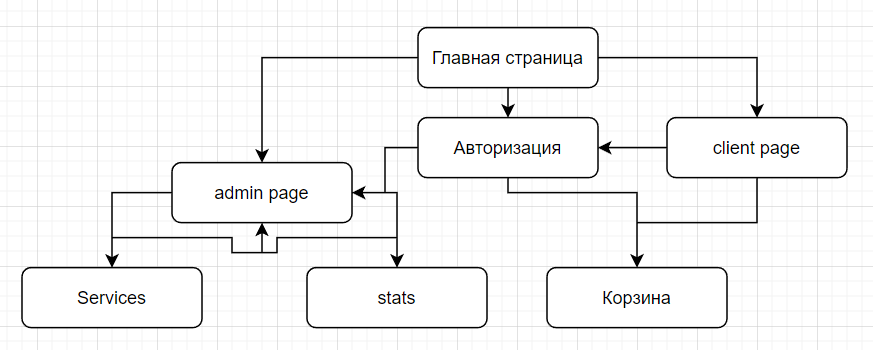 Главная страница
Авторизация
client page
admin page
Services
stats
Корзина